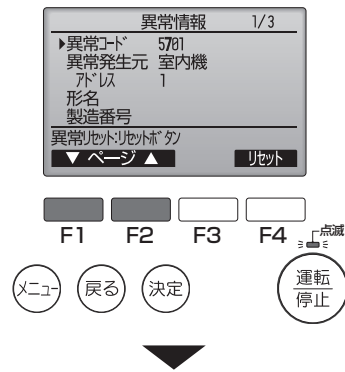 異常情報 1/3
▶異常コード 5701
異常発生元 室内機
アドレス 1
形名
製造番号
異常リセット:リセットボタン
▼ ページ ▲ リセット
F1 F2 F3 F4
点滅
メニュー 戻る 決定 運転
停止